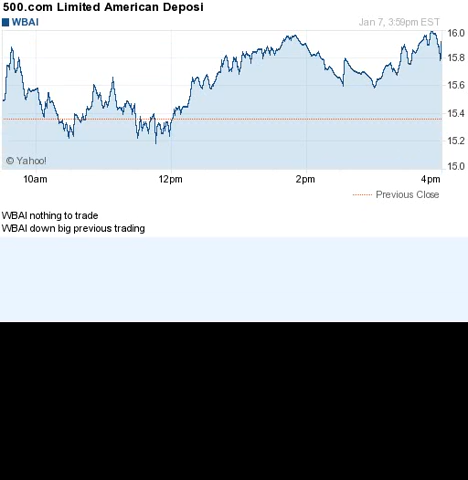 500.com Limited American Deposi
WBAI Jan 7, 3:59pm EST
16.0
15.8
15.6
15.4
15.2
15.0
© Yahoo!
10am 12pm 2pm 4pm
Previous Close
WBAI nothing to trade
WBAI down big previous trading